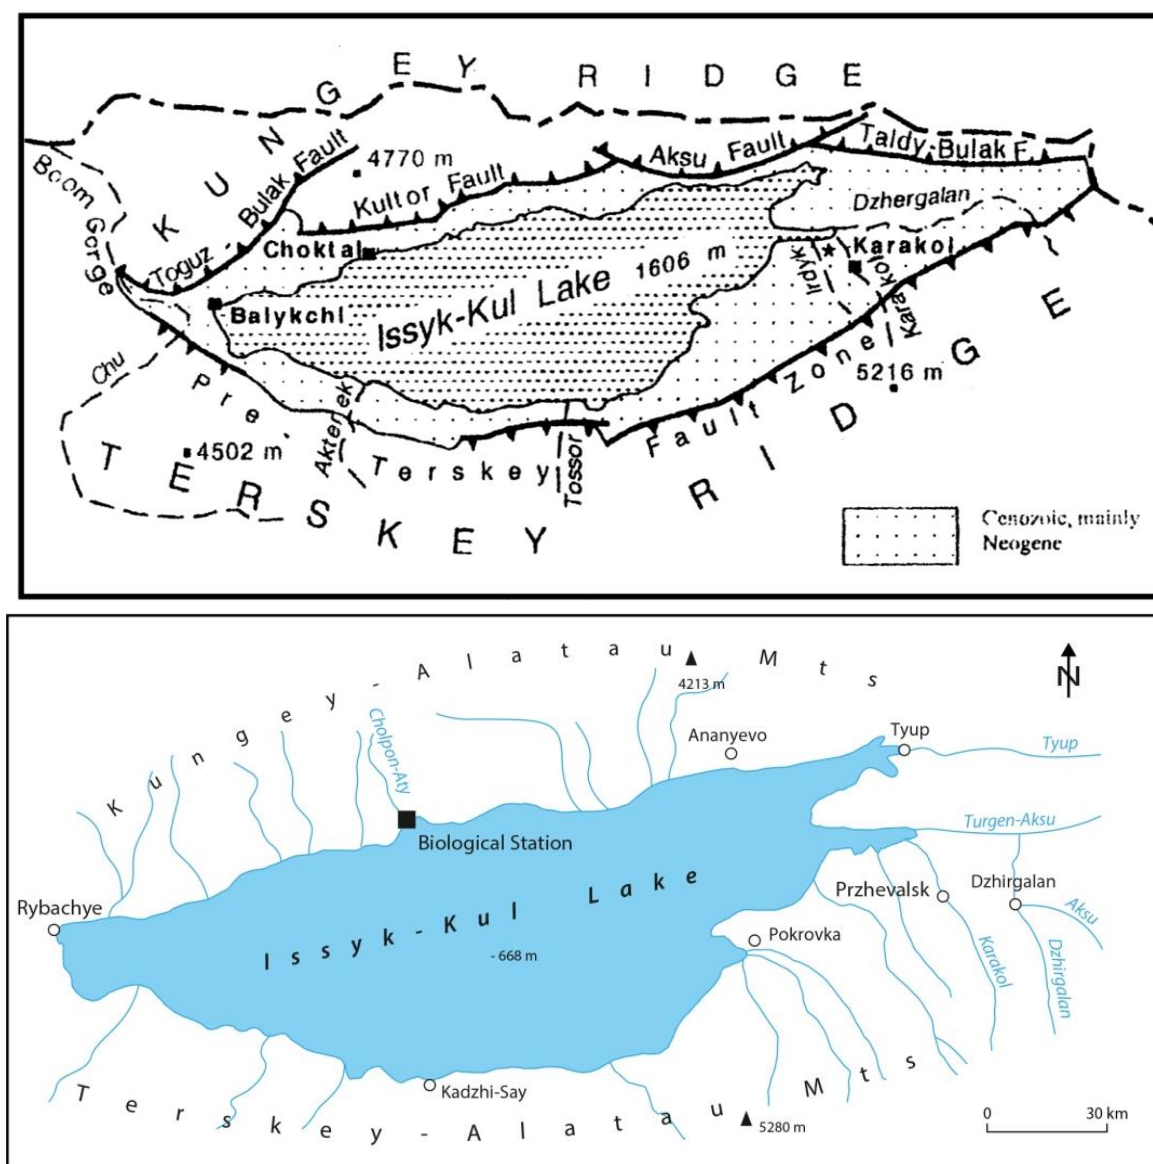 KUNGEY RIDGE
Boom Gorge
Toguz - Bulak Fault
4770 m
Kultor Fault
Aksu Fault
Taldy-Bulak F.
Dzhergalan
Choktal
Karakol
Irdyk
Karakol
Issyk-Kul Lake 1606 m
Balykchi
Chu
Pre
Terskey
Fault Zone
5216 m
4502 m
Akterek
Tossor
TERSKEY RIDGE
Cenozoic, mainly
Neogene
Kungey-Alatau Mts
4213 m
N
Cholpon-Aty
Ananyevo
Tyup
Tyup
Biological Station
Turgen-Aksu
Rybachye
Issyk-Kul Lake
Przhevalsk
Dzhirgalan
Aksu
Pokrovka
- 668 m
Karakol
Dzhirgalan
Kadzhi-Say
Terskey-Alatau Mts
5280 m
0 30 km